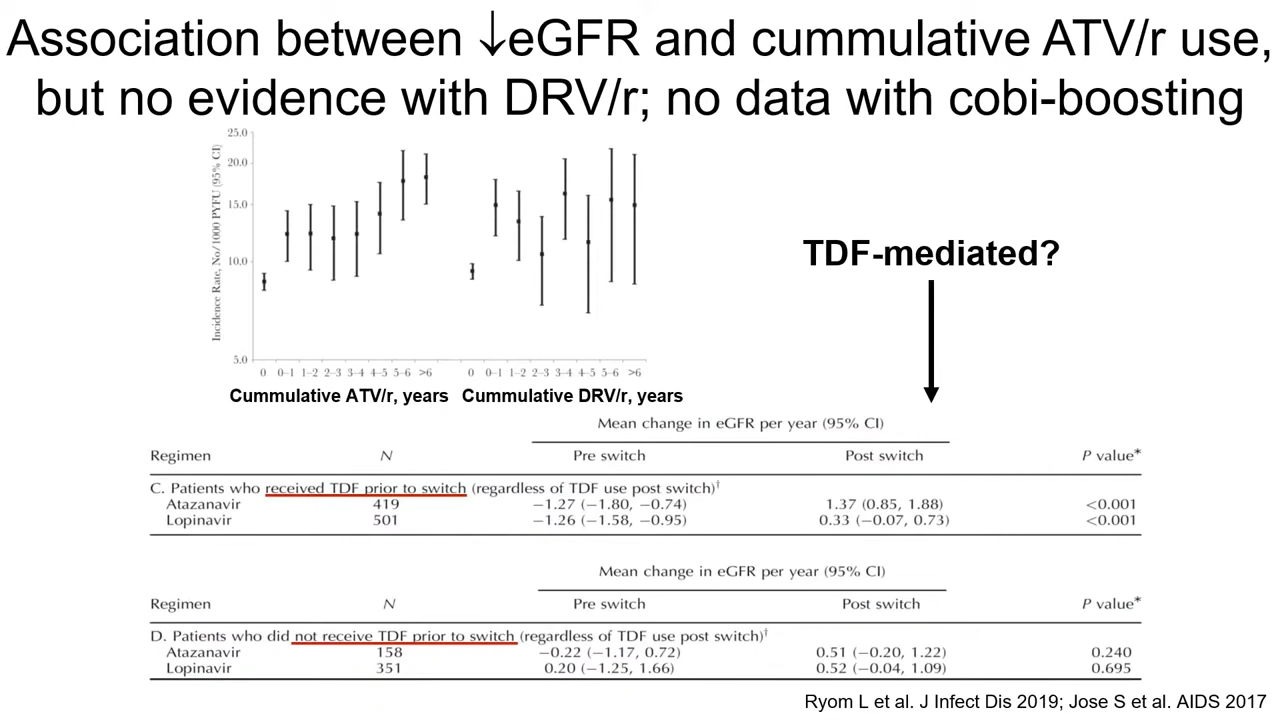 Association between ↓eGFR and cummulative ATV/r use,
but no evidence with DRV/r; no data with cobi-boosting
Incidence Rate, No/1000 PYFU (95% CI)
25.0
20.0
15.0
10.0
5.0
0 0–1 1–2 2–3 3–4 4–5 5–6 >6
0 0–1 1–2 2–3 3–4 4–5 5–6 >6
Cummulative ATV/r, years
Cummulative DRV/r, years
TDF-mediated?
Mean change in eGFR per year (95% CI)
Regimen N Pre switch Post switch P value*
C. Patients who received TDF prior to switch (regardless of TDF use post switch)†
Atazanavir 419 −1.27 (−1.80, −0.74) 1.37 (0.85, 1.88) <0.001
Lopinavir 501 −1.26 (−1.58, −0.95) 0.33 (−0.07, 0.73) <0.001
Mean change in eGFR per year (95% CI)
Regimen N Pre switch Post switch P value*
D. Patients who did not receive TDF prior to switch (regardless of TDF use post switch)†
Atazanavir 158 −0.22 (−1.17, 0.72) 0.51 (−0.20, 1.22) 0.240
Lopinavir 351 0.20 (−1.25, 1.66) 0.52 (−0.04, 1.09) 0.695
Ryom L et al. J Infect Dis 2019; Jose S et al. AIDS 2017